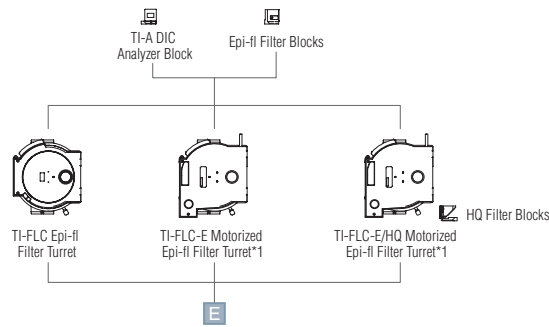 TI-A DIC
Analyzer Block
Epi-fl Filter Blocks
TI-FLC Epi-fl
Filter Turret
TI-FLC-E Motorized
Epi-fl Filter Turret*1
TI-FLC-E/HQ Motorized
Epi-fl Filter Turret*1
HQ Filter Blocks
E